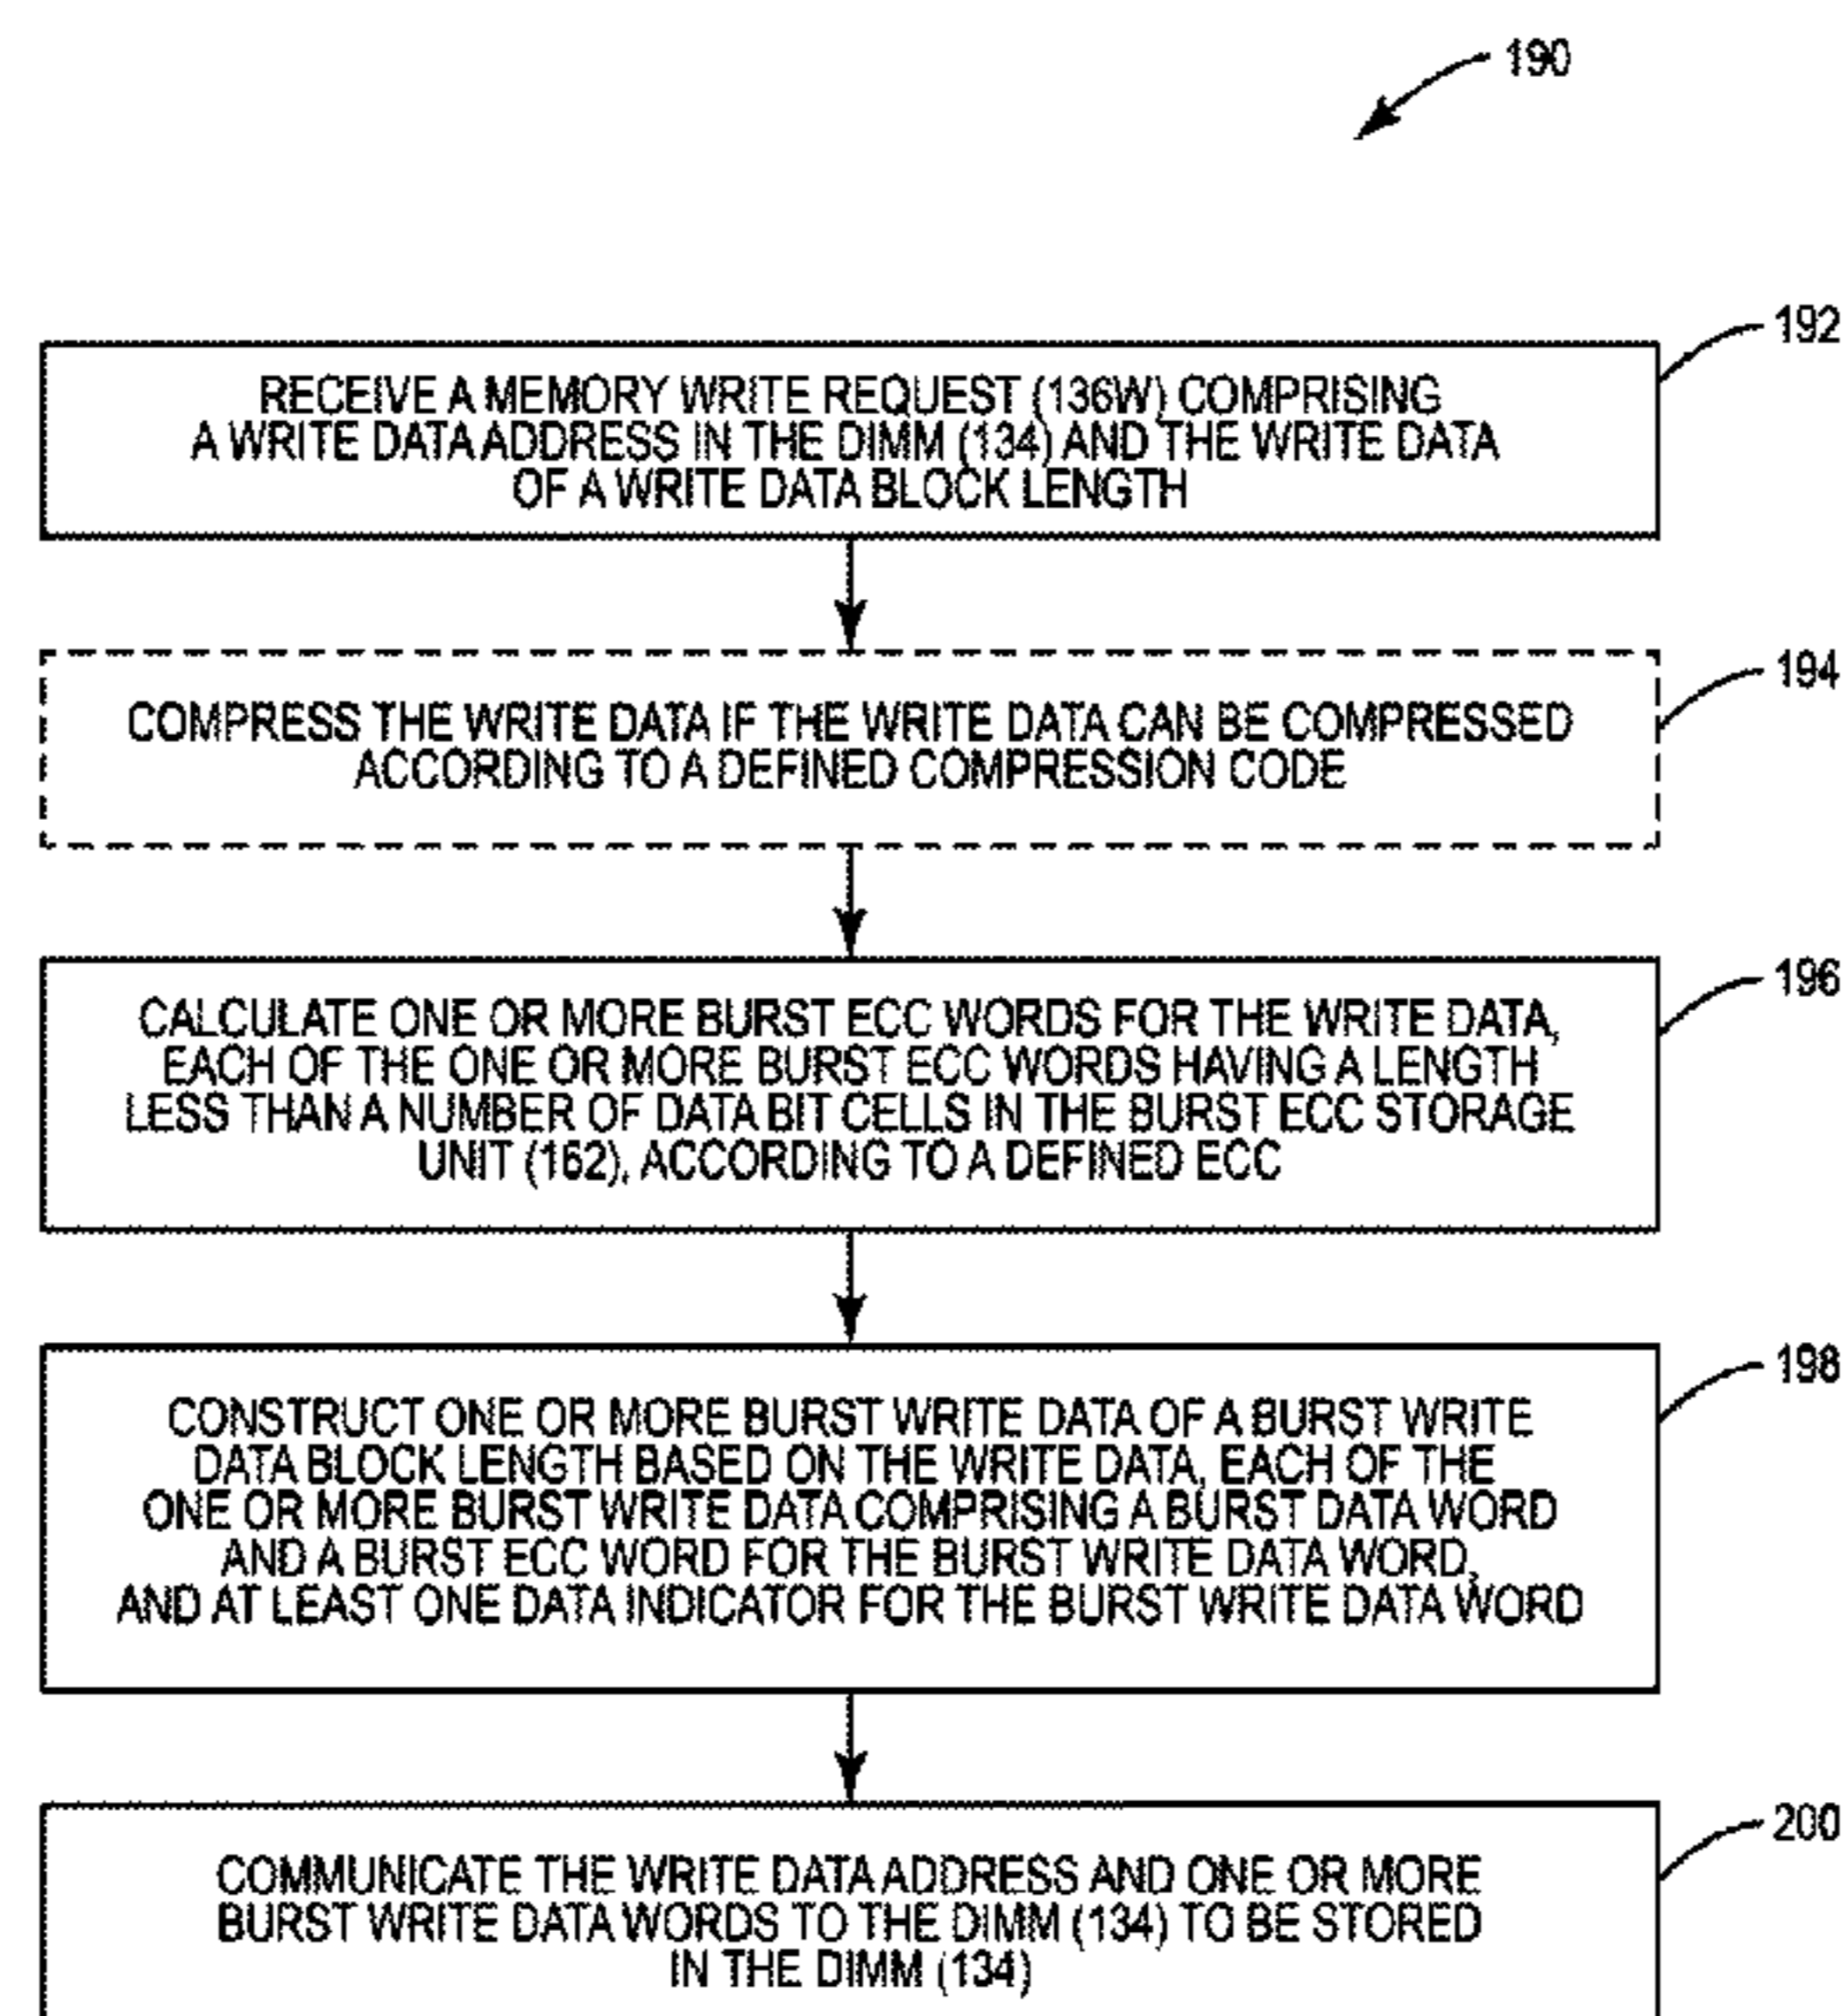 190
192
RECEIVE A MEMORY WRITE REQUEST (136W) COMPRISING
A WRITE DATA ADDRESS IN THE DIMM (134) AND THE WRITE DATA
OF A WRITE DATA BLOCK LENGTH
194
COMPRESS THE WRITE DATA IF THE WRITE DATA CAN BE COMPRESSED
ACCORDING TO A DEFINED COMPRESSION CODE
196
CALCULATE ONE OR MORE BURST ECC WORDS FOR THE WRITE DATA,
EACH OF THE ONE OR MORE BURST ECC WORDS HAVING A LENGTH
LESS THAN A NUMBER OF DATA BIT CELLS IN THE BURST ECC STORAGE
UNIT (162), ACCORDING TO A DEFINED ECC
198
CONSTRUCT ONE OR MORE BURST WRITE DATA OF A BURST WRITE
DATA BLOCK LENGTH BASED ON THE WRITE DATA, EACH OF THE
ONE OR MORE BURST WRITE DATA COMPRISING A BURST DATA WORD
AND A BURST ECC WORD FOR THE BURST WRITE DATA WORD,
AND AT LEAST ONE DATA INDICATOR FOR THE BURST WRITE DATA WORD
200
COMMUNICATE THE WRITE DATA ADDRESS AND ONE OR MORE
BURST WRITE DATA WORDS TO THE DIMM (134) TO BE STORED
IN THE DIMM (134)